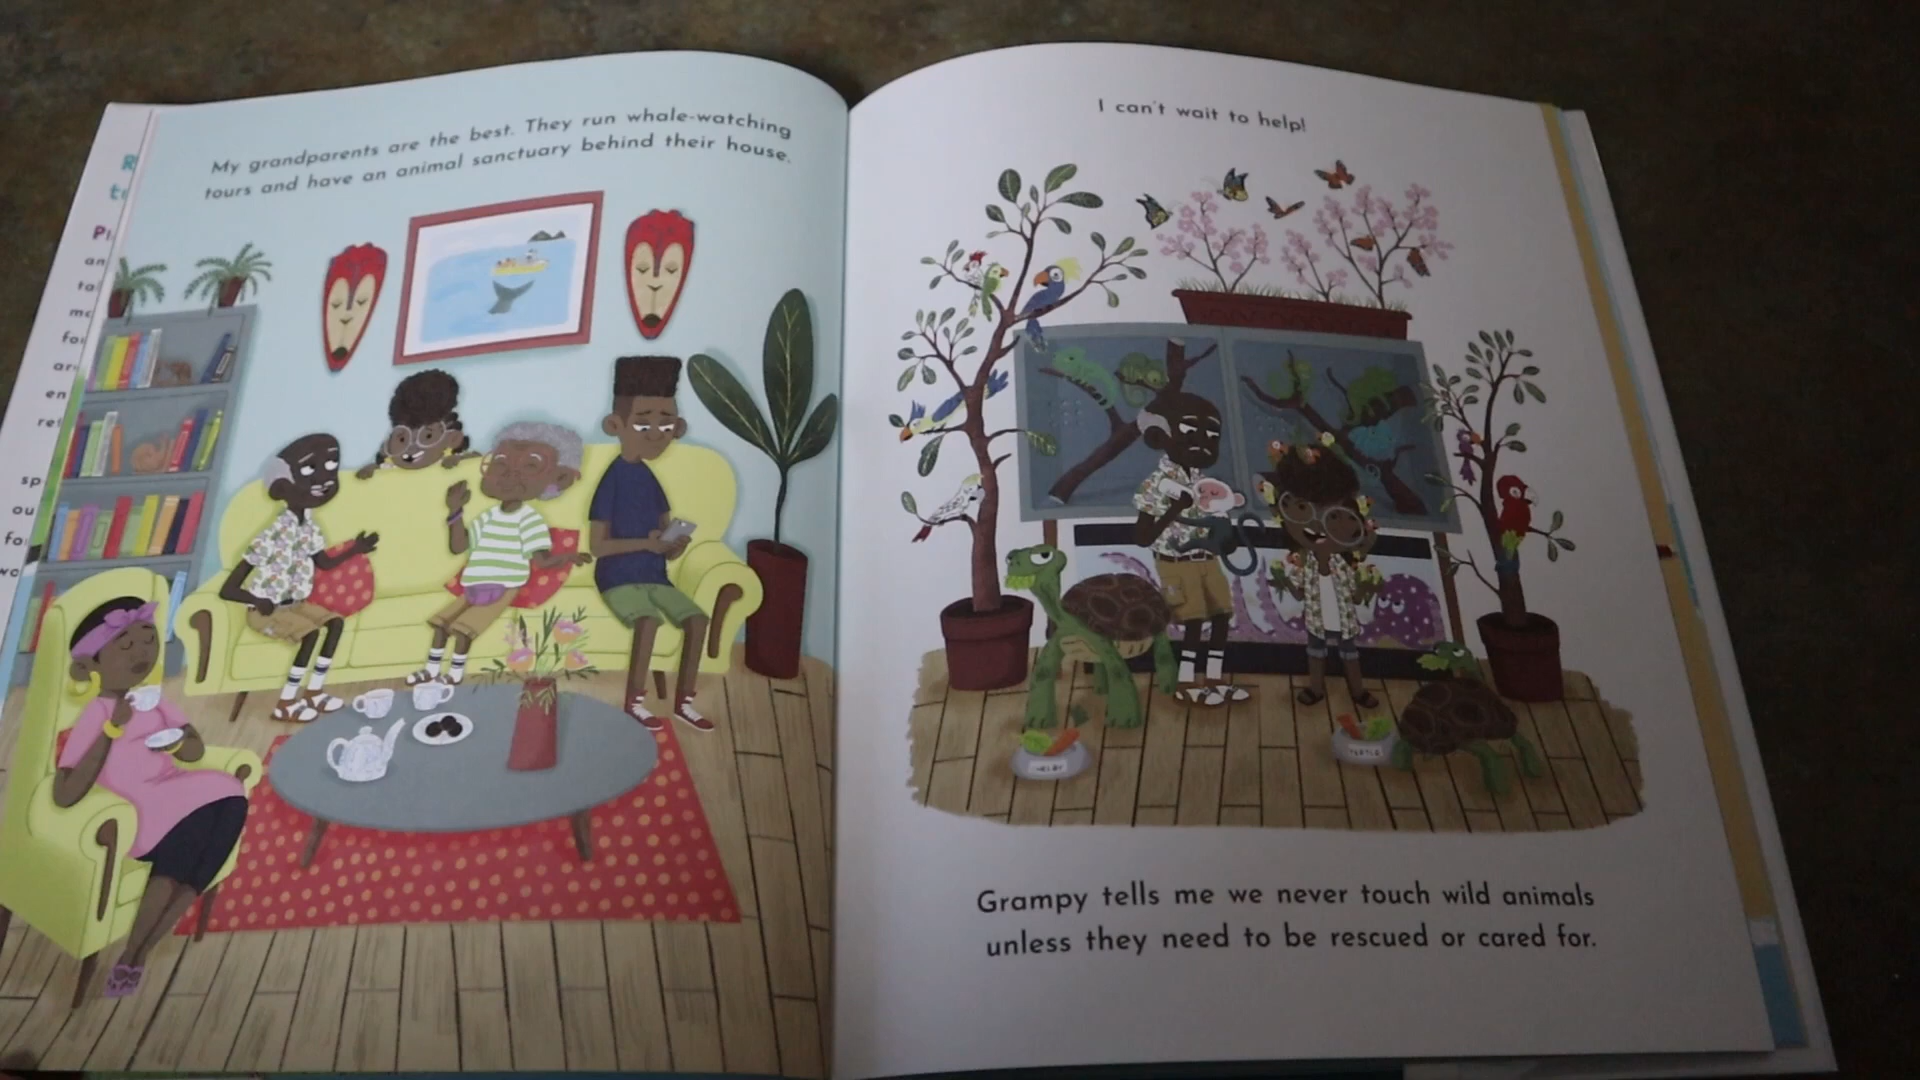 My grandparents are the best. They run whale-watching
tours and have an animal sanctuary behind their house.
I can't wait to help!
Grampy tells me we never touch wild animals
unless they need to be rescued or cared for.